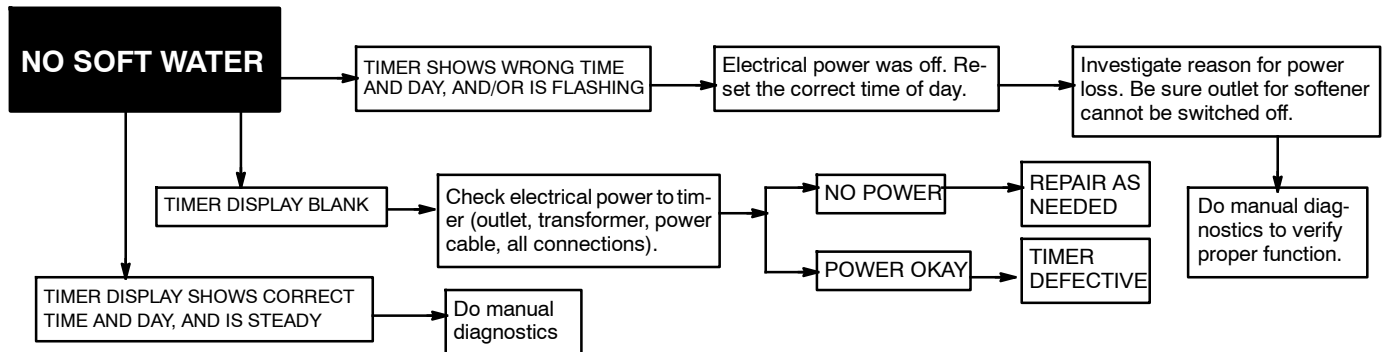 NO SOFT WATER
TIMER SHOWS WRONG TIME
AND DAY, AND/OR IS FLASHING
Electrical power was off. Re-
set the correct time of day.
Investigate reason for power
loss. Be sure outlet for softener
cannot be switched off.
TIMER DISPLAY BLANK
Check electrical power to tim-
er (outlet, transformer, power
cable, all connections).
NO POWER
REPAIR AS
NEEDED
Do manual diag-
nostics to verify
proper function.
POWER OKAY
TIMER
DEFECTIVE
TIMER DISPLAY SHOWS CORRECT
TIME AND DAY, AND IS STEADY
Do manual
diagnostics